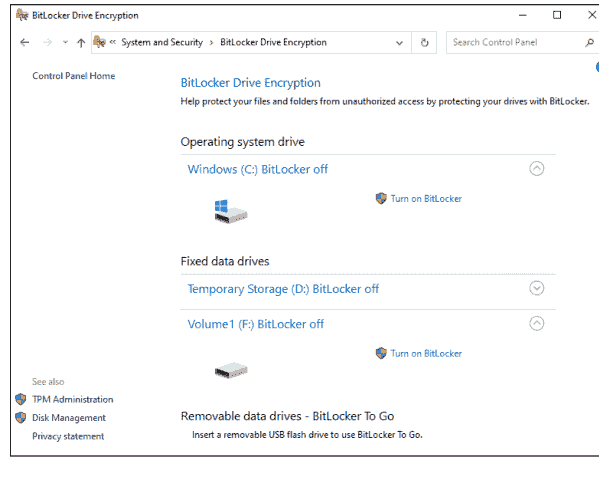 BitLocker Drive Encryption
« System and Security > BitLocker Drive Encryption
Search Control Panel
Control Panel Home
BitLocker Drive Encryption
Help protect your files and folders from unauthorized access by protecting your drives with BitLocker.
Operating system drive
Windows (C:) BitLocker off
Turn on BitLocker
Fixed data drives
Temporary Storage (D:) BitLocker off
Volume1 (F:) BitLocker off
Turn on BitLocker
See also
TPM Administration
Disk Management
Privacy statement
Removable data drives - BitLocker To Go
Insert a removable USB flash drive to use BitLocker To Go.